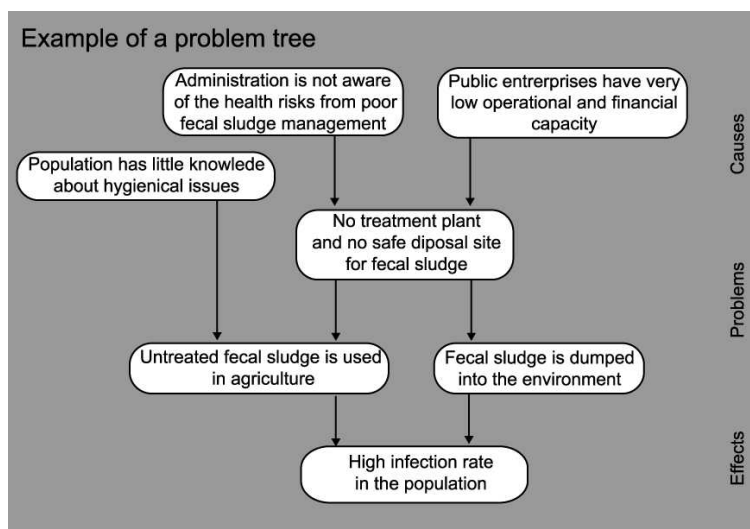 Example of a problem tree
Administration is not aware
of the health risks from poor
fecal sludge management
Public entrerprises have very
low operational and financial
capacity
Causes
Population has little knowlede
about hygienical issues
No treatment plant
and no safe diposal site
for fecal sludge
Problems
Untreated fecal sludge is used
in agriculture
Fecal sludge is dumped
into the environment
Effects
High infection rate
in the population